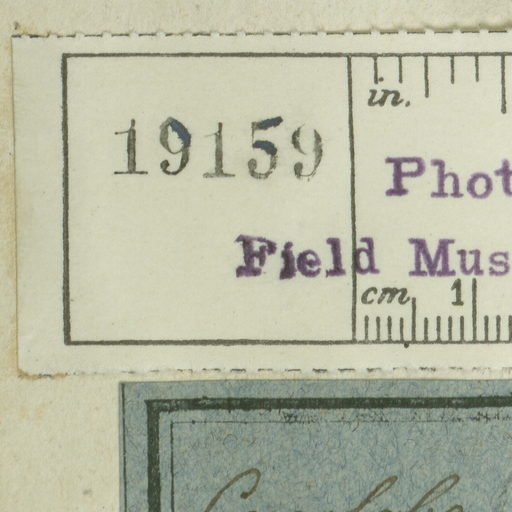 in.
19159
Phot
Field Mus
cm. 1